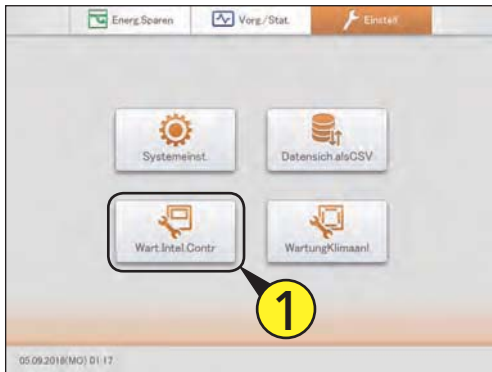 Energ.Sparen Vorg./Stat. Einstell
Systemeinst. Datensich.alsCSV
Wart.Intel.Contr WartungKlimaanl.
1
05.09.2018(MO) 01:17